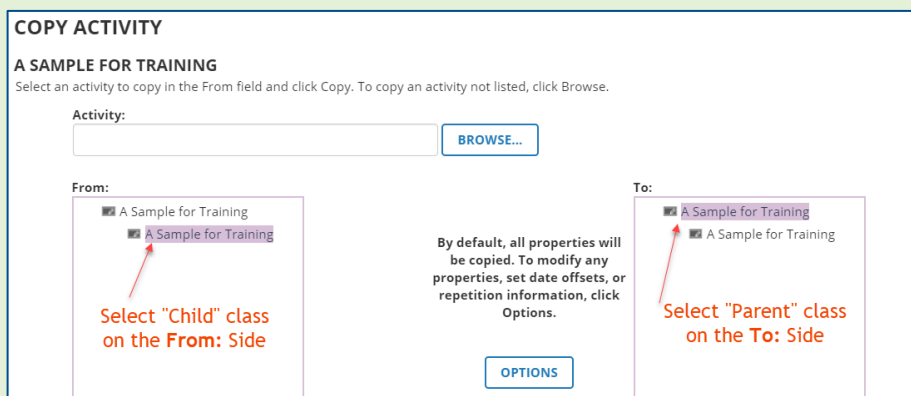 COPY ACTIVITY
A SAMPLE FOR TRAINING
Select an activity to copy in the From field and click Copy. To copy an activity not listed, click Browse.
Activity:
BROWSE...
From:
A Sample for Training
A Sample for Training
Select "Child" class
on the From: Side
By default, all properties will
be copied. To modify any
properties, set date offsets, or
repetition information, click
Options.
OPTIONS
To:
A Sample for Training
A Sample for Training
Select "Parent" class
on the To: Side